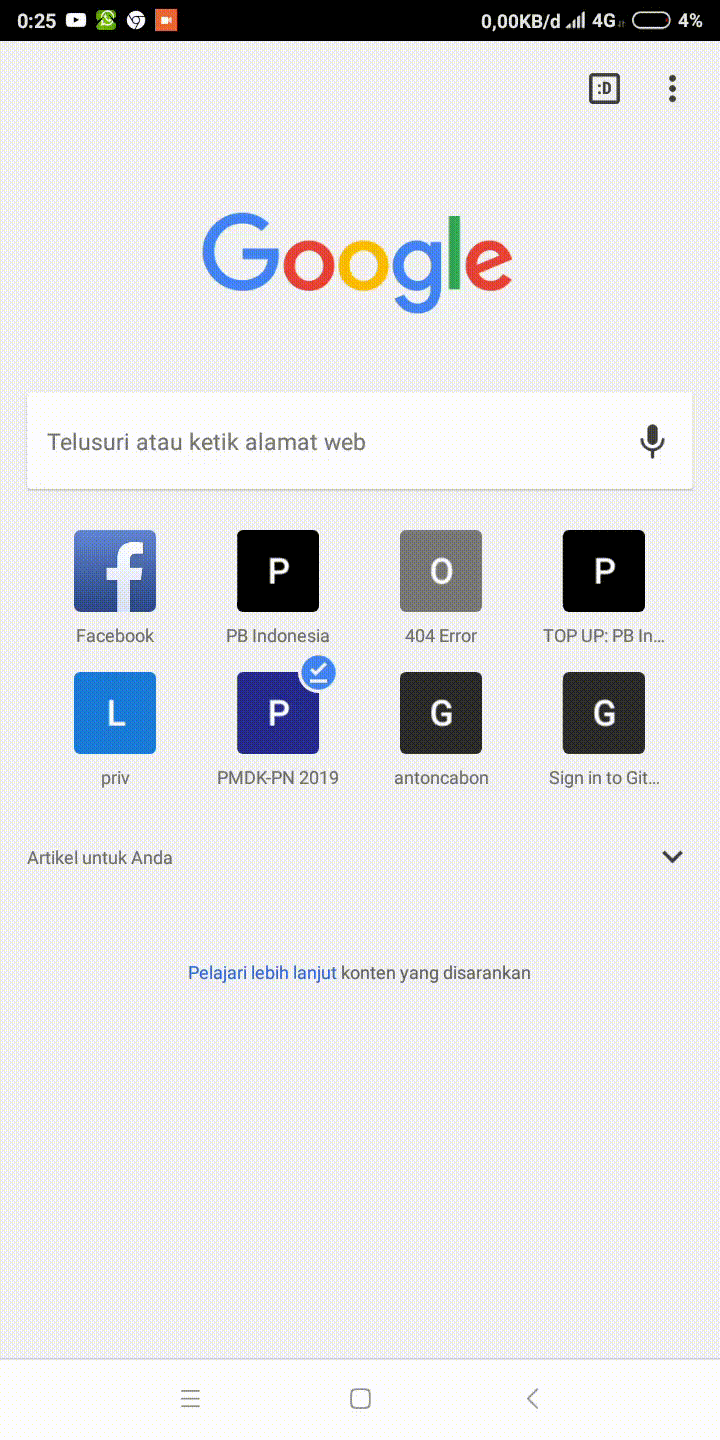 0:25 0,00KB/d 4G 4%
:D
Google
Telusuri atau ketik alamat web
f P O P
Facebook PB Indonesia 404 Error TOP UP: PB In...
L P G G
priv PMDK-PN 2019 antoncabon Sign in to Git...
Artikel untuk Anda
Pelajari lebih lanjut konten yang disarankan